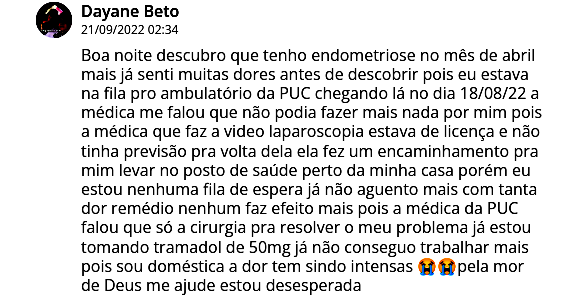 Dayane Beto
21/09/2022 02:34
Boa noite descubro que tenho endometriose no mês de abril
mais já senti muitas dores antes de descobrir pois eu estava
na fila pro ambulatório da PUC chegando lá no dia 18/08/22 a
médica me falou que não podia fazer mais nada por mim pois
a médica que faz a video laparoscopia estava de licença e não
tinha previsão pra volta dela ela fez um encaminhamento pra
mim levar no posto de saúde perto da minha casa porém eu
estou nenhuma fila de espera já não aguento mais com tanta
dor remédio nenhum faz efeito mais pois a médica da PUC
falou que só a cirurgia pra resolver o meu problema já estou
tomando tramadol de 50mg já não conseguo trabalhar mais
pois sou doméstica a dor tem sindo intensas 😭😭pela mor
de Deus me ajude estou desesperada